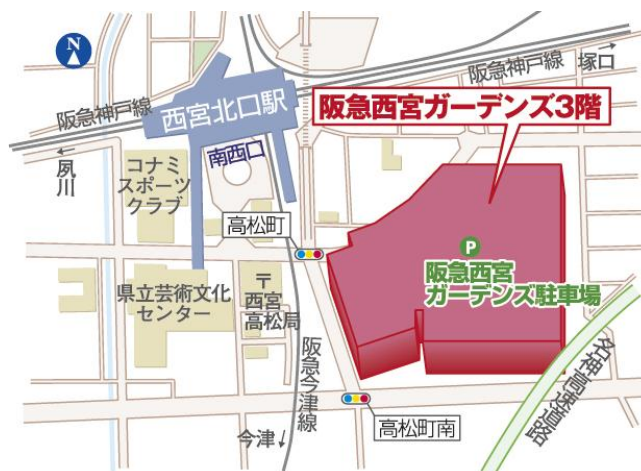 N
塚口
阪急神戸線
阪急神戸線
西宮北口駅
阪急西宮ガーデンズ3階
←
夙川
南西口
コナミ
スポーツ
クラブ
高松町
P
阪急西宮
ガーデンズ駐車場
県立芸術文化
センター
〒
西宮
高松局
阪急今津線
名神高速道路
今津↓
高松町南